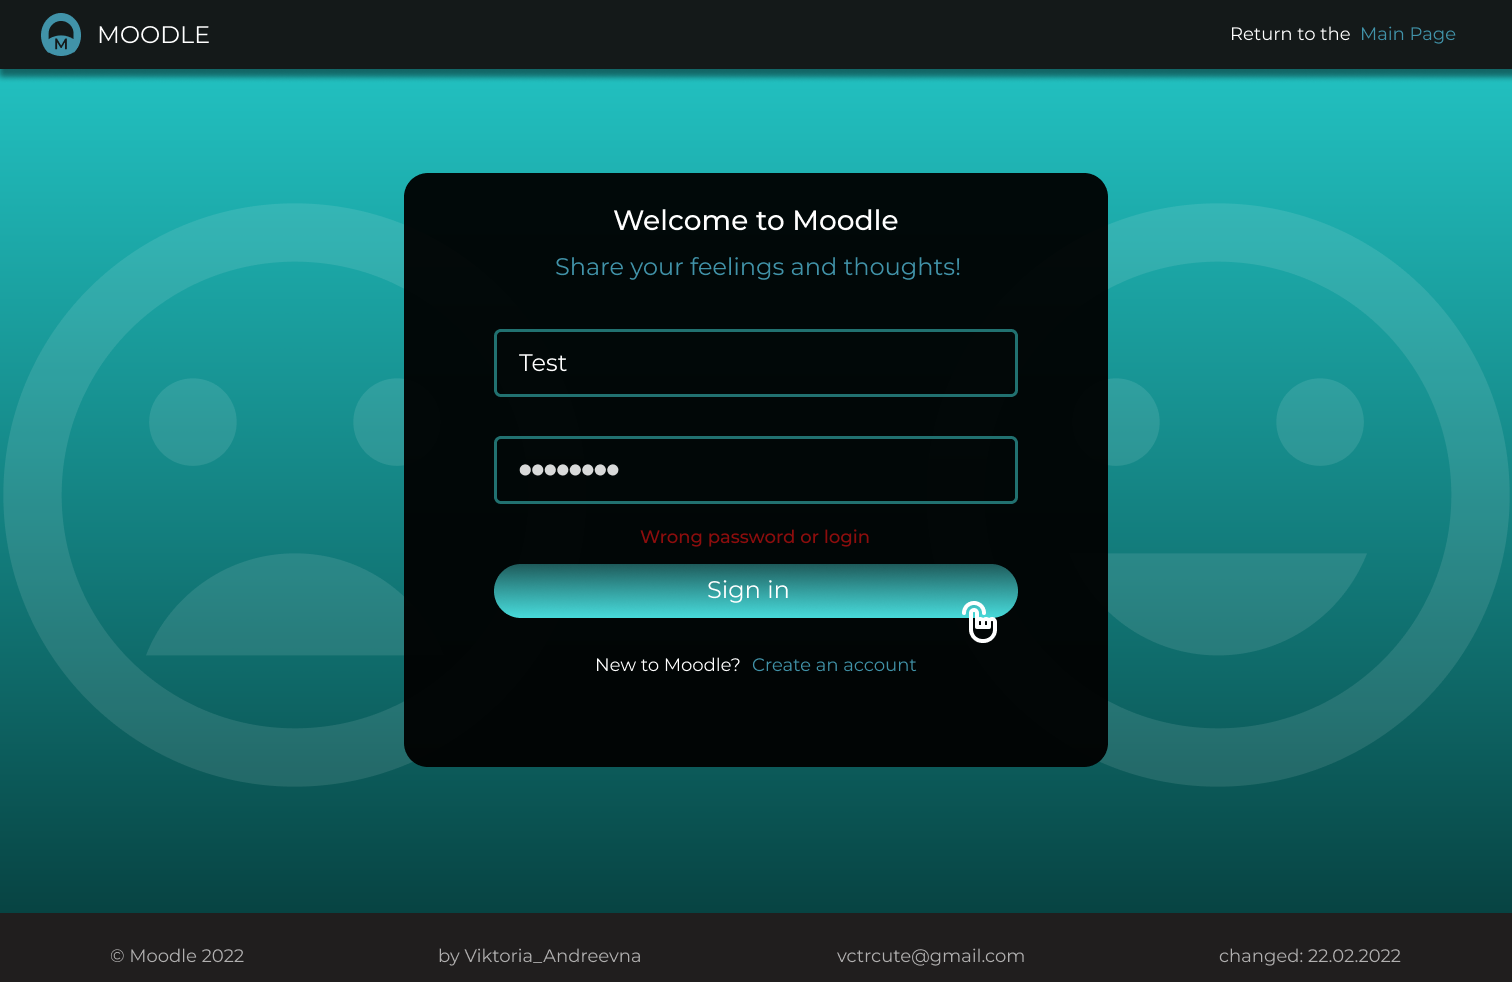 M MOODLE
Return to the Main Page
Welcome to Moodle
Share your feelings and thoughts!
Test
●●●●●●●●
Wrong password or login
Sign in
New to Moodle? Create an account
© Moodle 2022
by Viktoria_Andreevna
vctrcute@gmail.com
changed: 22.02.2022